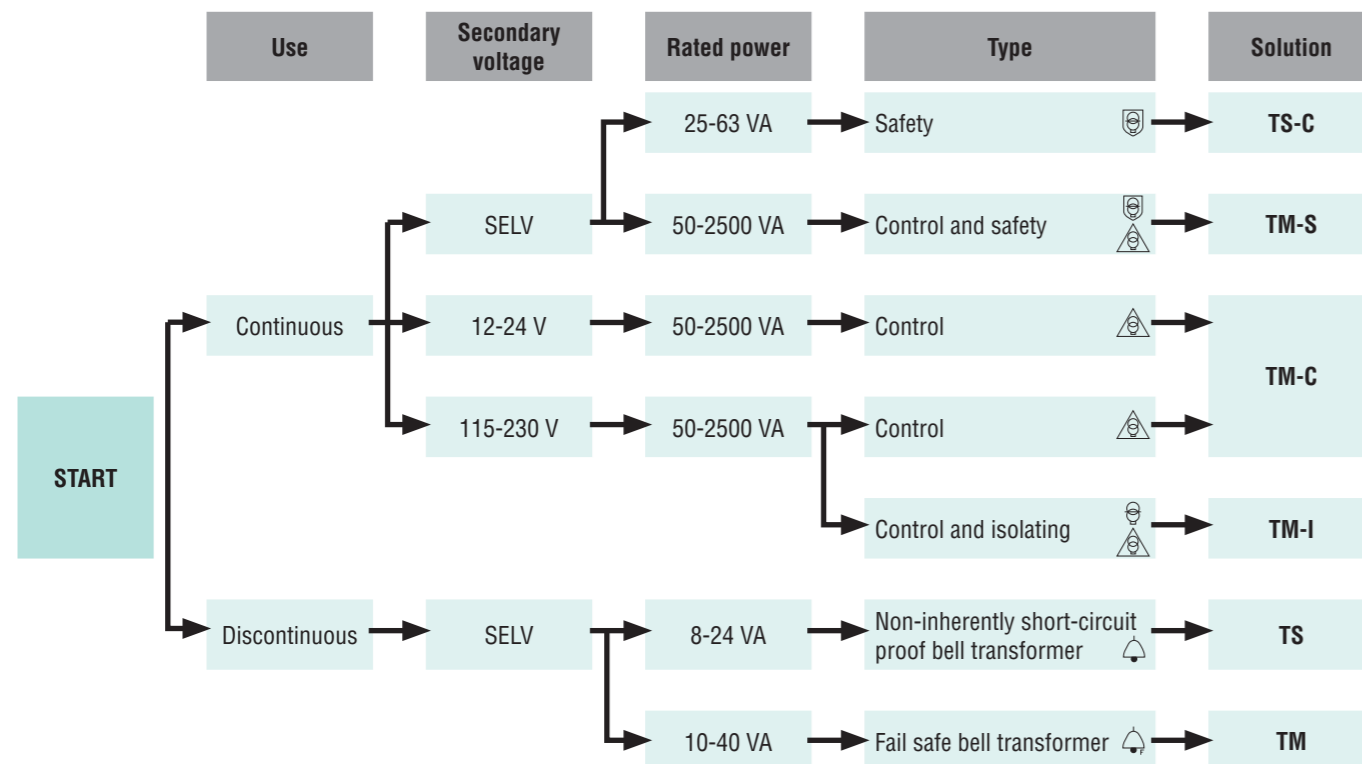 Use
Secondary
voltage
Rated power
Type
Solution
25-63 VA
Safety
TS-C
SELV
50-2500 VA
Control and safety
TM-S
Continuous
12-24 V
50-2500 VA
Control
TM-C
115-230 V
50-2500 VA
Control
START
Control and isolating
TM-I
Discontinuous
SELV
8-24 VA
Non-inherently short-circuit
proof bell transformer
TS
10-40 VA
Fail safe bell transformer
F
TM